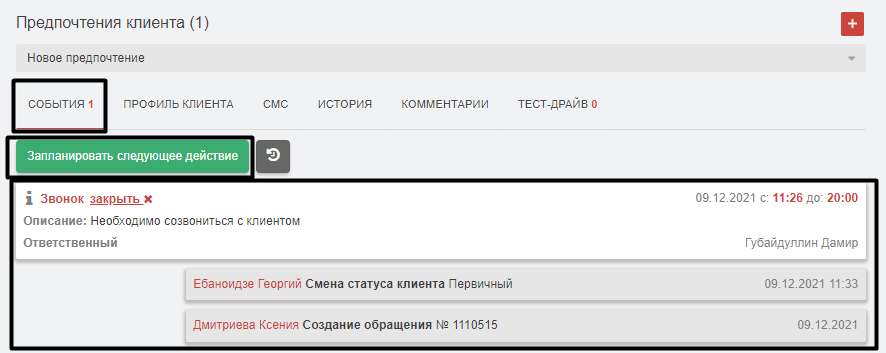 Предпочтения клиента (1)
Новое предпочтение
СОБЫТИЯ 1 ПРОФИЛЬ КЛИЕНТА СМС ИСТОРИЯ КОММЕНТАРИИ ТЕСТ-ДРАЙВ 0
Запланировать следующее действие
Звонок закрыть 09.12.2021 с: 11:26 до: 20:00
Описание: Необходимо созвониться с клиентом
Ответственный Губайдуллин Дамир
Ебаноидзе Георгий Смена статуса клиента Первичный 09.12.2021 11:33
Дмитриева Ксения Создание обращения № 1110515 09.12.2021